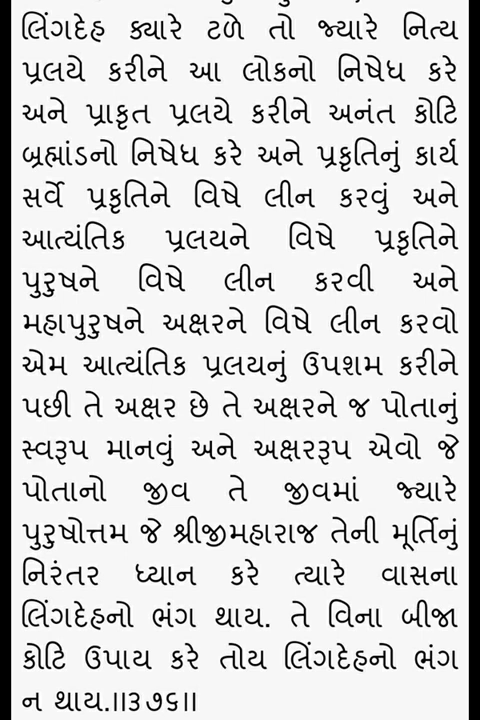 લિંગદેહ ક્યારે ટળે તો જ્યારે નિત્ય
પ્રલયે કરીને આ લોકનો નિષેધ કરે
અને પ્રાકૃત પ્રલયે કરીને અનંત કોટિ
બ્રહ્માંડનો નિષેધ કરે અને પ્રકૃતિનું કાર્ય
સર્વે પ્રકૃતિને વિષે લીન કરવું અને
આત્યંતિક પ્રલયને વિષે પ્રકૃતિને
પુરુષને વિષે લીન કરવી અને
મહાપુરુષને અક્ષરને વિષે લીન કરવો
એમ આત્યંતિક પ્રલયનું ઉપશમ કરીને
પછી તે અક્ષર છે તે અક્ષરને જ પોતાનું
સ્વરૂપ માનવું અને અક્ષરરૂપ એવો જે
પોતાનો જીવ તે જીવમાં જ્યારે
પુરુષોત્તમ જે શ્રીજીમહારાજ તેની મૂર્તિનું
નિરંતર ધ્યાન કરે ત્યારે વાસના
લિંગદેહનો ભંગ થાય. તે વિના બીજા
કોટિ ઉપાય કરે તોય લિંગદેહનો ભંગ
ન થાય.॥૩૭૬॥